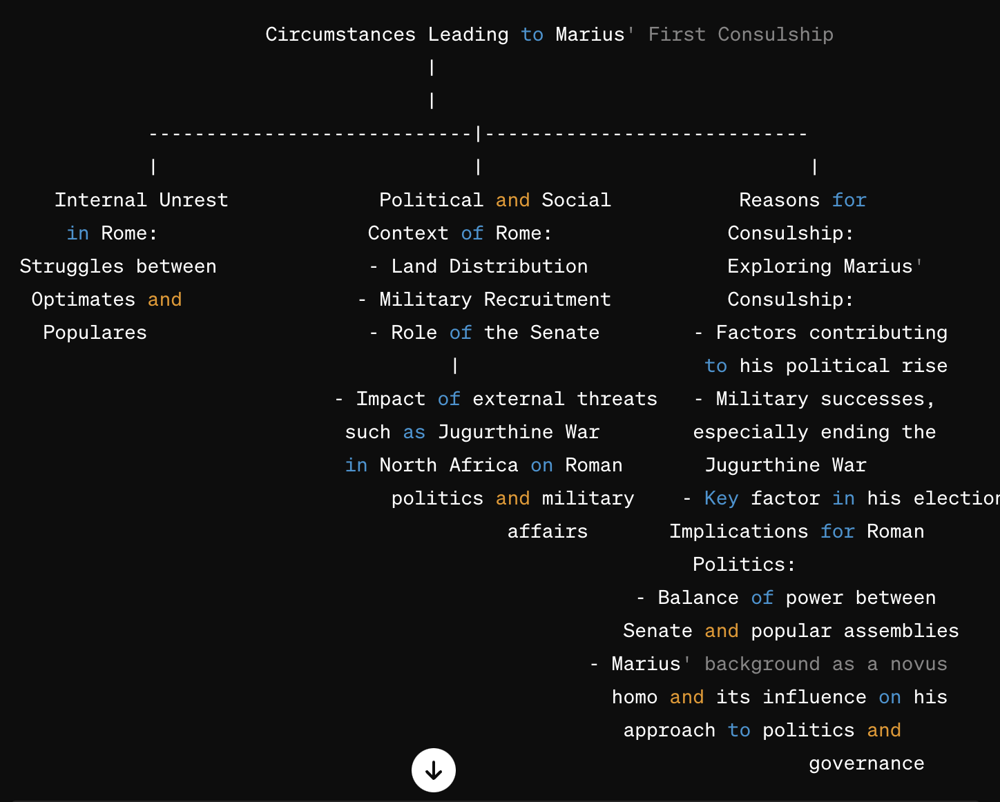 Circumstances Leading to Marius' First Consulship
|
|
----------------------------|----------------------------
| | |
Internal Unrest Political and Social Reasons for
in Rome: Context of Rome: Consulship:
Struggles between - Land Distribution Exploring Marius'
Optimates and - Military Recruitment Consulship:
Populares - Role of the Senate - Factors contributing
| to his political rise
- Impact of external threats - Military successes,
such as Jugurthine War especially ending the
in North Africa on Roman Jugurthine War
politics and military - Key factor in his election
affairs Implications for Roman
Politics:
- Balance of power between
Senate and popular assemblies
- Marius' background as a novus
homo and its influence on his
approach to politics and
governance